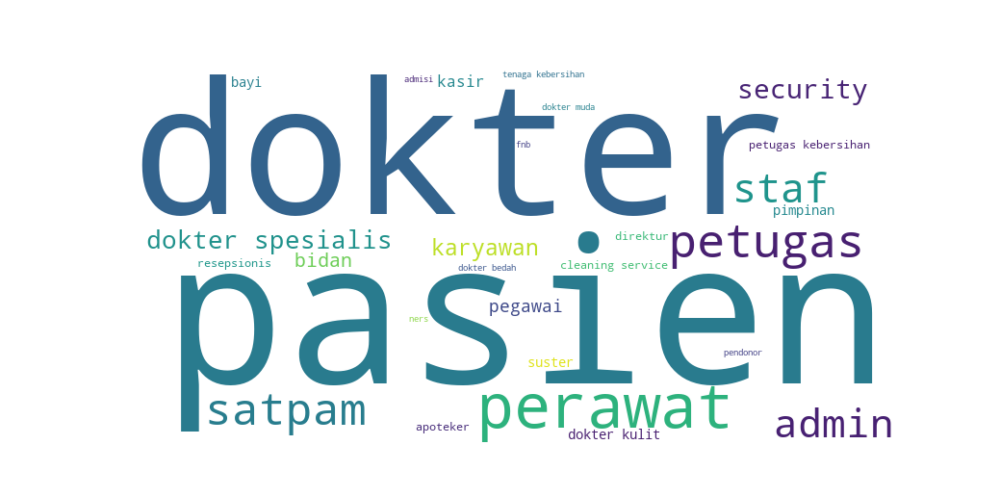 tenaga kebersihan
bayi
admisi
kasir
security
dokter muda
dokter
fnb
petugas kebersihan
staf
pimpinan
dokter spesialis
karyawan
direktur
petugas
resepsionis
bidan
dokter bedah
cleaning service
pasien
pegawai
ners
pendonor
suster
satpam
perawat
admin
apoteker
dokter kulit